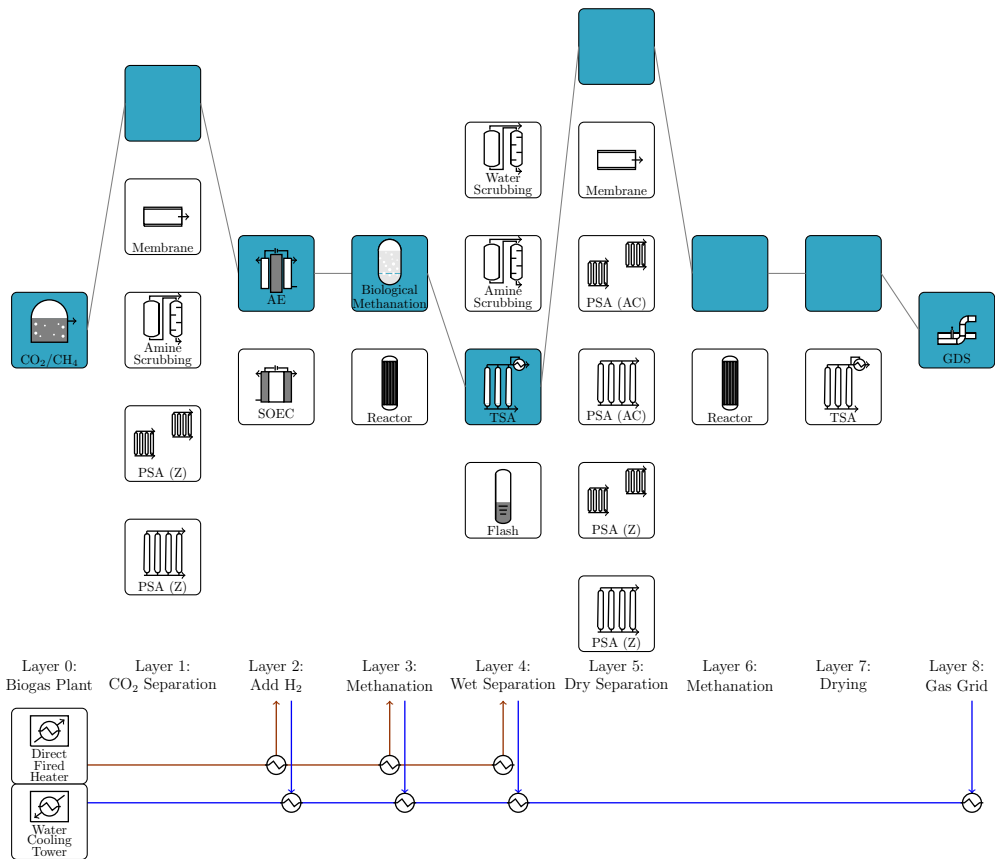 Water
Scrubbing
Membrane
Membrane
AE
Biological
Methanation
Amine
Scrubbing
PSA (AC)
CO₂/CH₄
Amine
Scrubbing
GDS
SOEC
Reactor
TSA
PSA (AC)
Reactor
TSA
PSA (Z)
Flash
PSA (Z)
PSA (Z)
PSA (Z)
Layer 0:
Biogas Plant
Layer 1:
CO₂ Separation
Layer 2:
Add H₂
Layer 3:
Methanation
Layer 4:
Wet Separation
Layer 5:
Dry Separation
Layer 6:
Methanation
Layer 7:
Drying
Layer 8:
Gas Grid
Direct
Fired
Heater
Water
Cooling
Tower